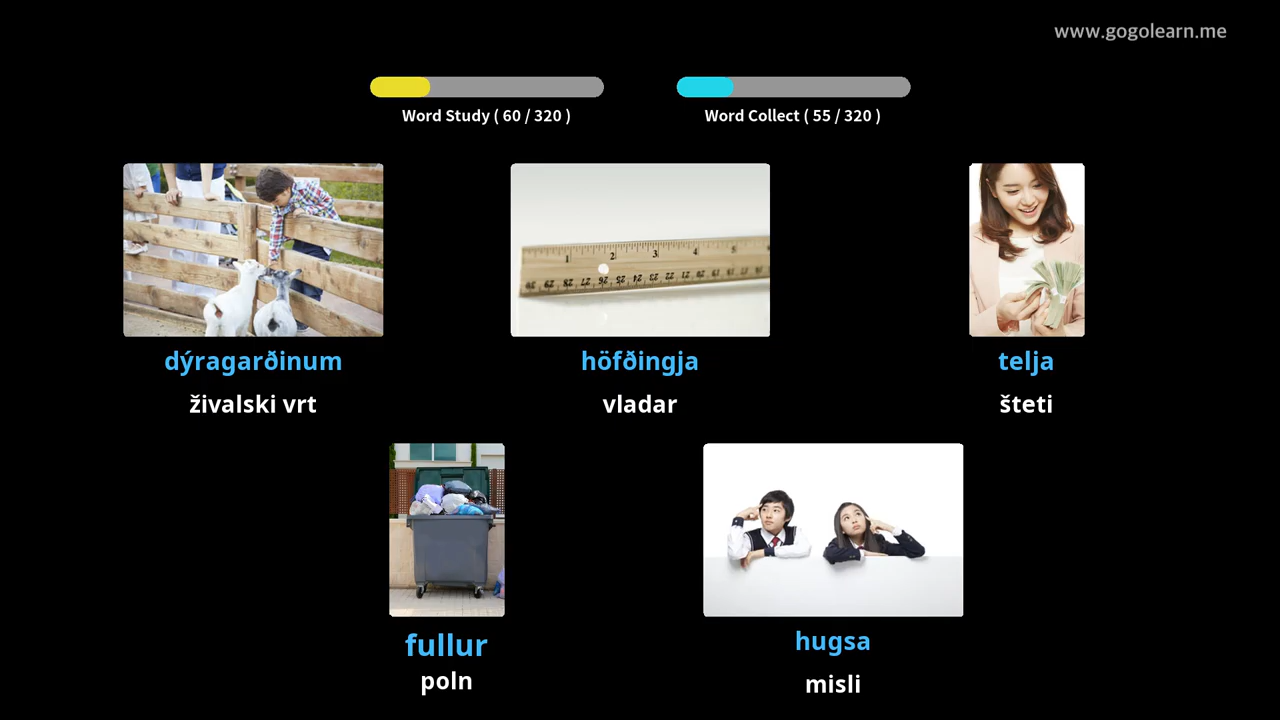 www.gogolearn.me
Word Study ( 60 / 320 )
Word Collect ( 55 / 320 )
dýragarðinum
živalski vrt
höfðingja
vladar
telja
šteti
fullur
poln
hugsa
misli